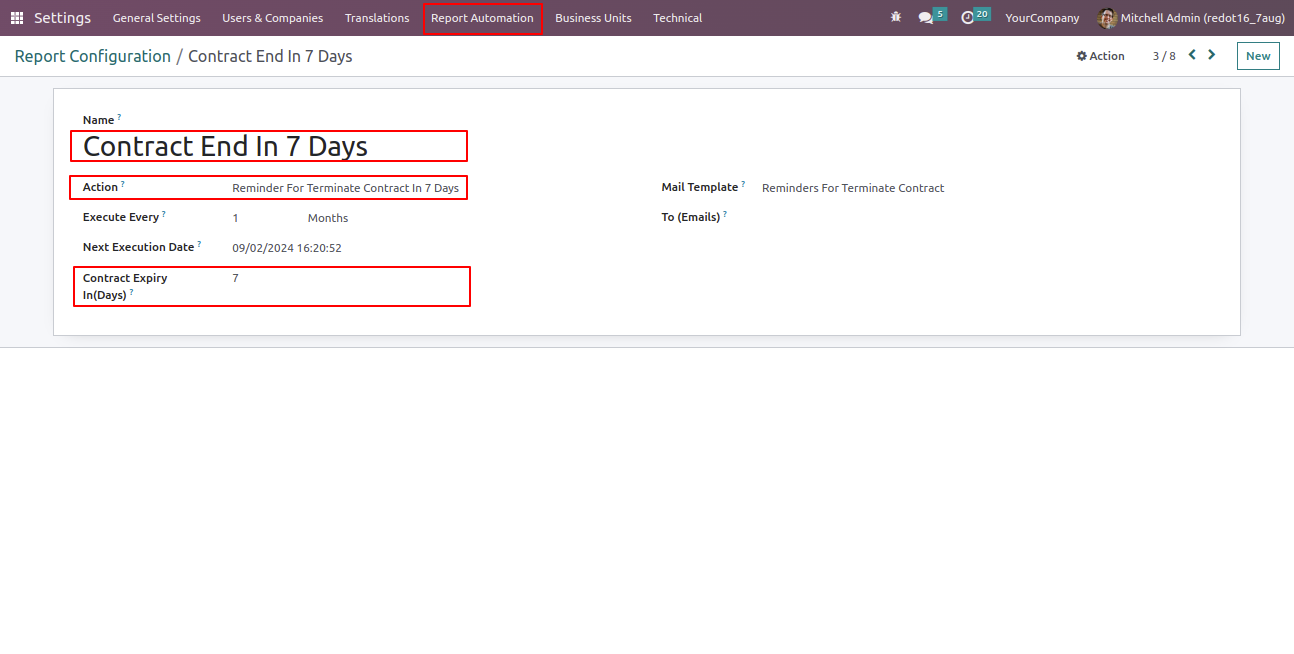 Settings General Settings Users & Companies Translations Report Automation Business Units Technical 5 20 YourCompany Mitchell Admin (redot16_7aug)
Report Configuration / Contract End In 7 Days Action 3 / 8 New
Name ?
Contract End In 7 Days
Action ? Reminder For Terminate Contract In 7 Days Mail Template ? Reminders For Terminate Contract
Execute Every ? 1 Months To (Emails) ?
Next Execution Date ? 09/02/2024 16:20:52
Contract Expiry 7
In(Days) ?